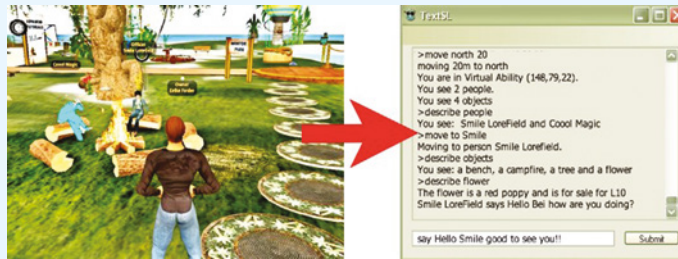 Officer
Smile Lorefield
Coool Magic
Owner
TextSL
>move north 20
moving 20m to north
You are in Virtual Ability (148,79,22).
You see 2 people.
You see 4 objects
>describe people
You see: Smile LoreField and Coool Magic
>move to Smile
Moving to person Smile Lorefield.
>describe objects
You see: a bench, a campfire, a tree and a flower
>describe flower
The flower is a red poppy and is for sale for L10
Smile LoreField says Hello Bei how are you doing?
say Hello Smile good to see you!!
Submit